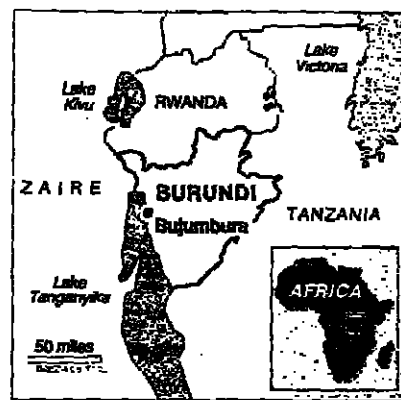 Lake
Victoria
Lake
Kivu
RWANDA
ZAIRE
BURUNDI
Bujumbura
TANZANIA
Lake
Tanganyika
AFRICA
50 miles